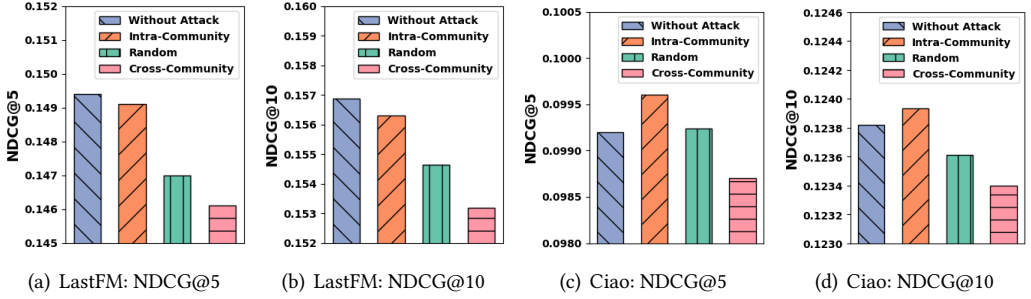 0.152
0.151
0.150
0.149
0.148
0.147
0.146
0.145
NDCG@5
Without Attack
Intra-Community
Random
Cross-Community
(a) LastFM: NDCG@5
0.160
0.159
0.158
0.157
0.156
0.155
0.154
0.153
0.152
NDCG@10
Without Attack
Intra-Community
Random
Cross-Community
(b) LastFM: NDCG@10
0.1005
0.1000
0.0995
0.0990
0.0985
0.0980
NDCG@5
Without Attack
Intra-Community
Random
Cross-Community
(c) Ciao: NDCG@5
0.1246
0.1244
0.1242
0.1240
0.1238
0.1236
0.1234
0.1232
0.1230
NDCG@10
Without Attack
Intra-Community
Random
Cross-Community
(d) Ciao: NDCG@10